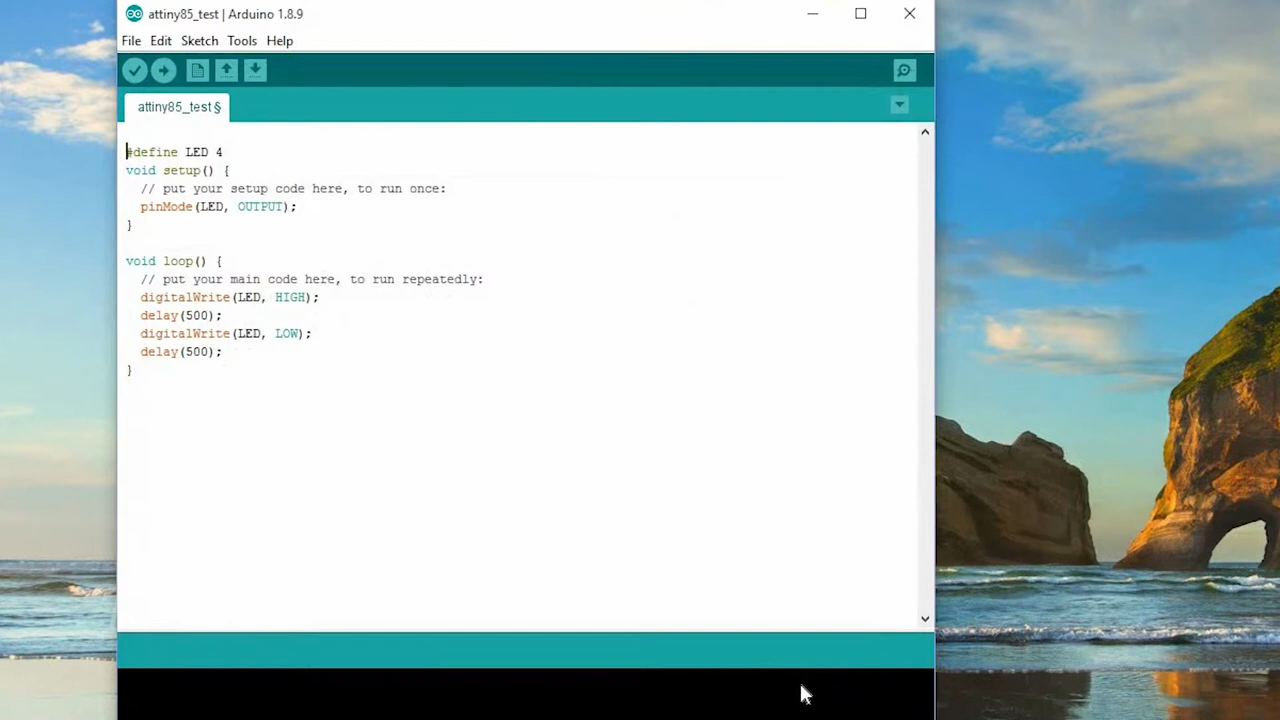 attiny85_test | Arduino 1.8.9
File Edit Sketch Tools Help
attiny85_test §
#define LED 4
void setup() {
  // put your setup code here, to run once:
  pinMode(LED, OUTPUT);
}
void loop() {
  // put your main code here, to run repeatedly:
  digitalWrite(LED, HIGH);
  delay(500);
  digitalWrite(LED, LOW);
  delay(500);
}